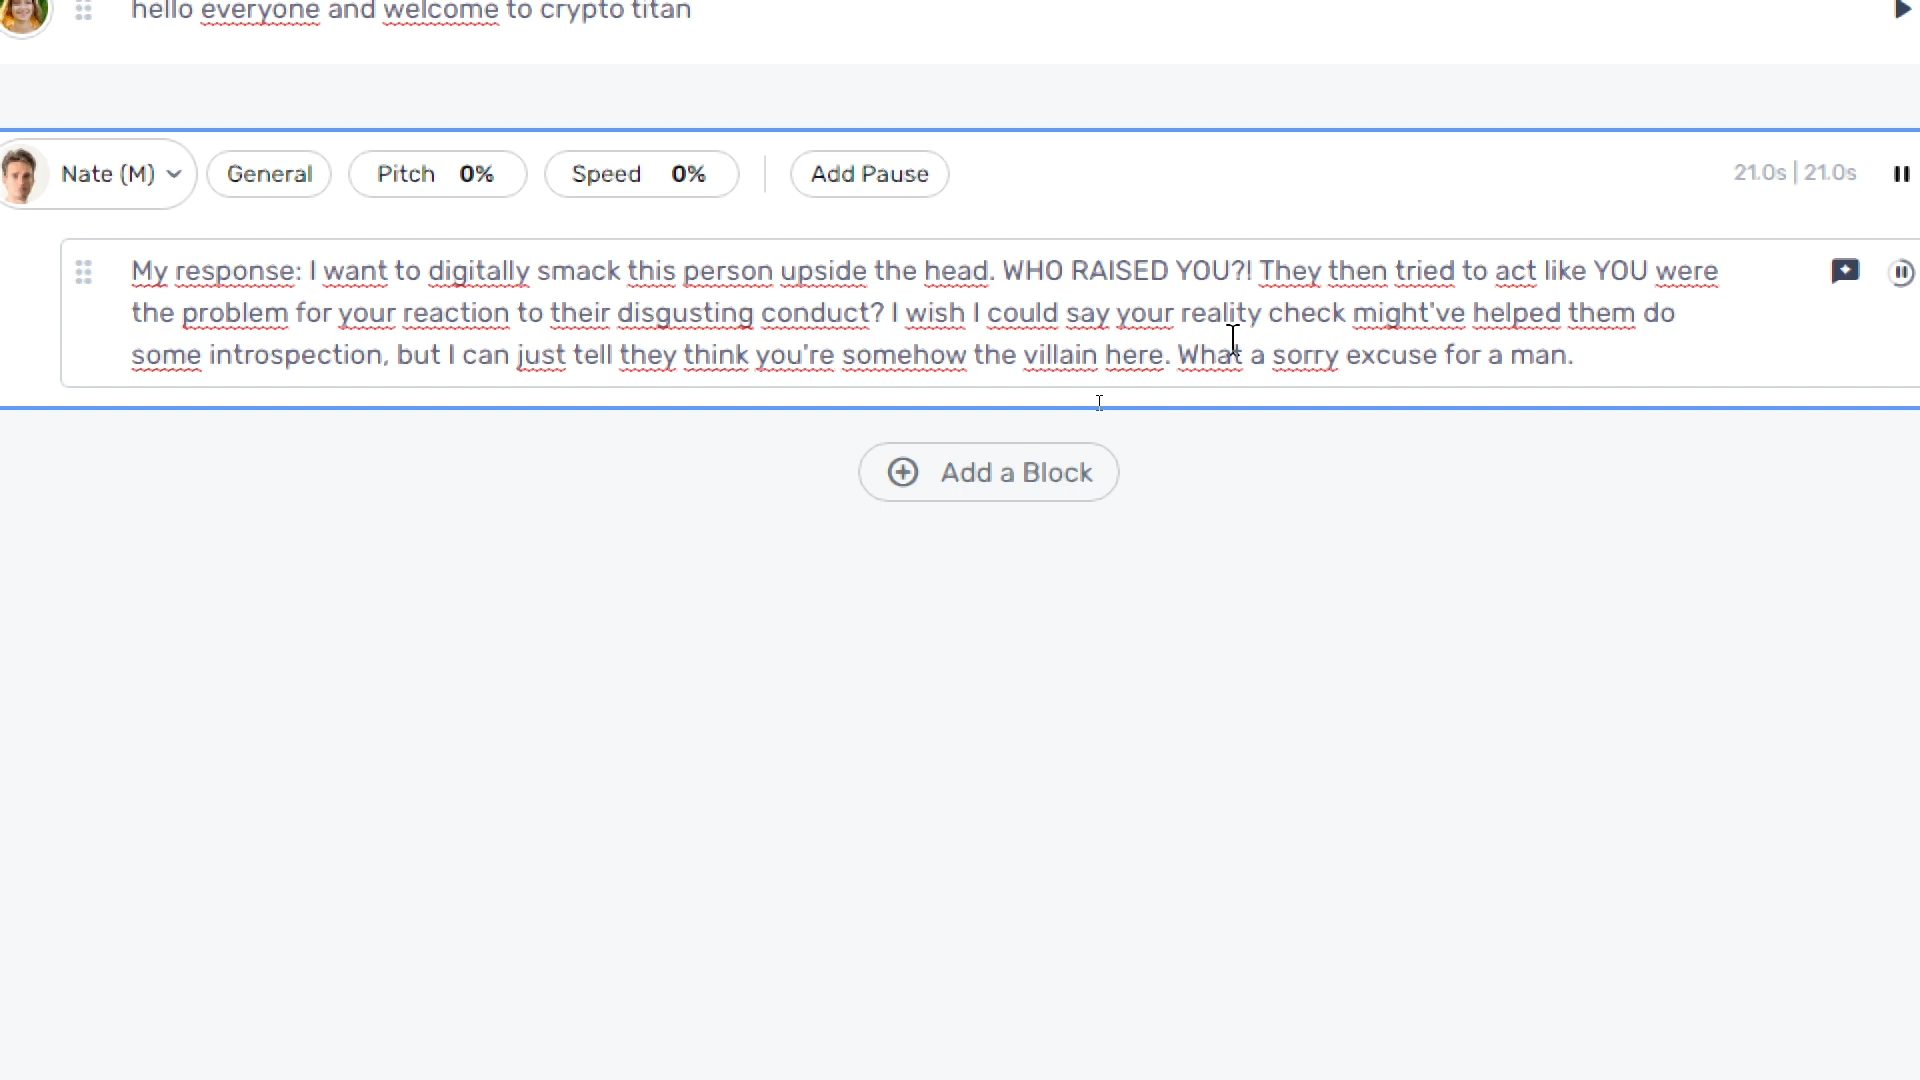 hello everyone and welcome to crypto titan
Nate (M) General Pitch 0% Speed 0% Add Pause 21.0s | 21.0s
My response: I want to digitally smack this person upside the head. WHO RAISED YOU?! They then tried to act like YOU were
the problem for your reaction to their disgusting conduct? I wish I could say your reality check might've helped them do
some introspection, but I can just tell they think you're somehow the villain here. What a sorry excuse for a man.
Add a Block